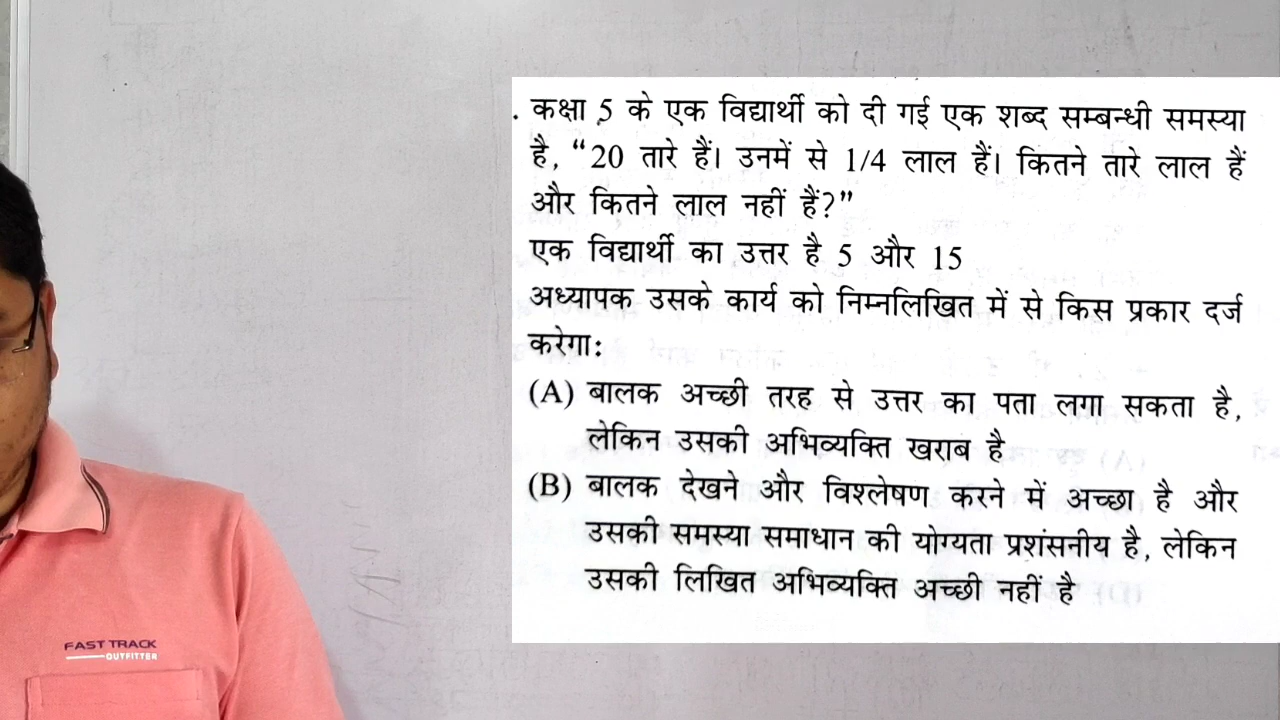 . कक्षा 5 के एक विद्यार्थी को दी गई एक शब्द सम्बन्धी समस्या
है, “20 तारे हैं। उनमें से 1/4 लाल हैं। कितने तारे लाल हैं
और कितने लाल नहीं हैं?”
एक विद्यार्थी का उत्तर है 5 और 15
अध्यापक उसके कार्य को निम्नलिखित में से किस प्रकार दर्ज
करेगा:
(A) बालक अच्छी तरह से उत्तर का पता लगा सकता है,
लेकिन उसकी अभिव्यक्ति खराब है
(B) बालक देखने और विश्लेषण करने में अच्छा है और
उसकी समस्या समाधान की योग्यता प्रशंसनीय है, लेकिन
उसकी लिखित अभिव्यक्ति अच्छी नहीं है
FAST TRACK
OUTFITTER